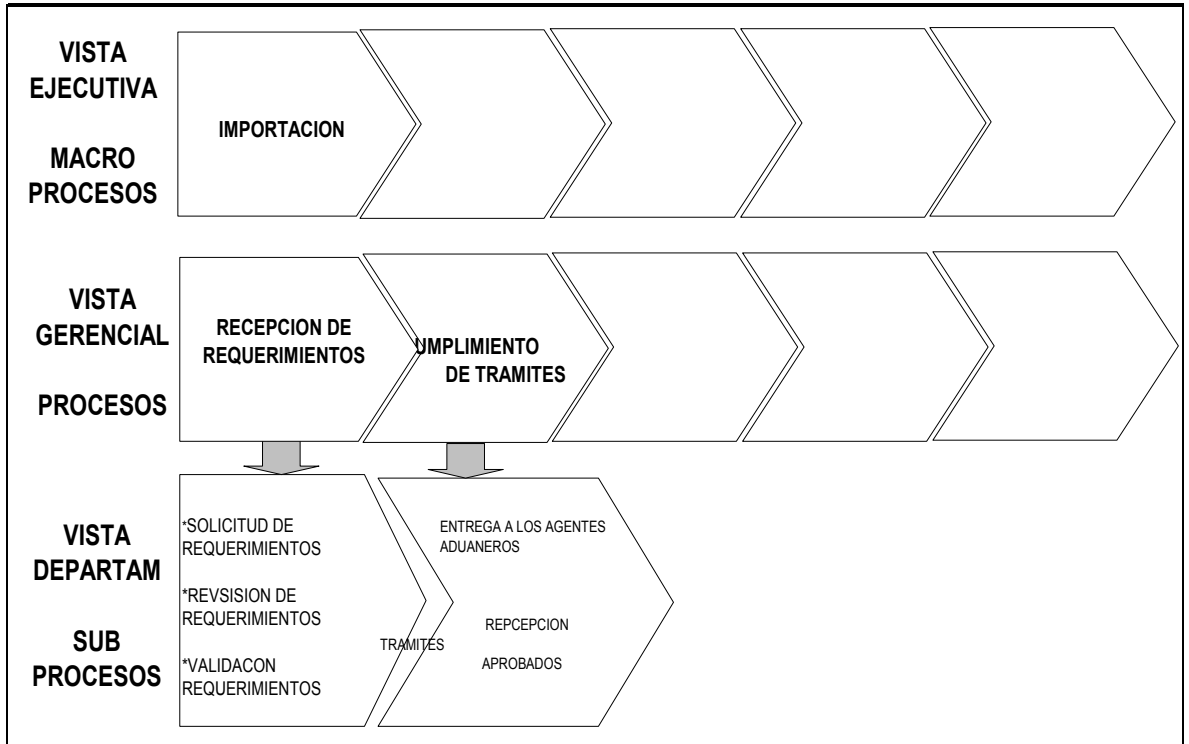 VISTA
EJECUTIVA
MACRO
PROCESOS
IMPORTACION
VISTA
GERENCIAL
PROCESOS
RECEPCION DE
REQUERIMIENTOS
UMPLIMIENTO
DE TRAMITES
VISTA
DEPARTAM
SUB
PROCESOS
*SOLICITUD DE
REQUERIMIENTOS
*REVSISION DE
REQUERIMIENTOS
*VALIDACON
REQUERIMIENTOS
ENTREGA A LOS AGENTES
ADUANEROS
REPCEPCION
TRAMITES
APROBADOS